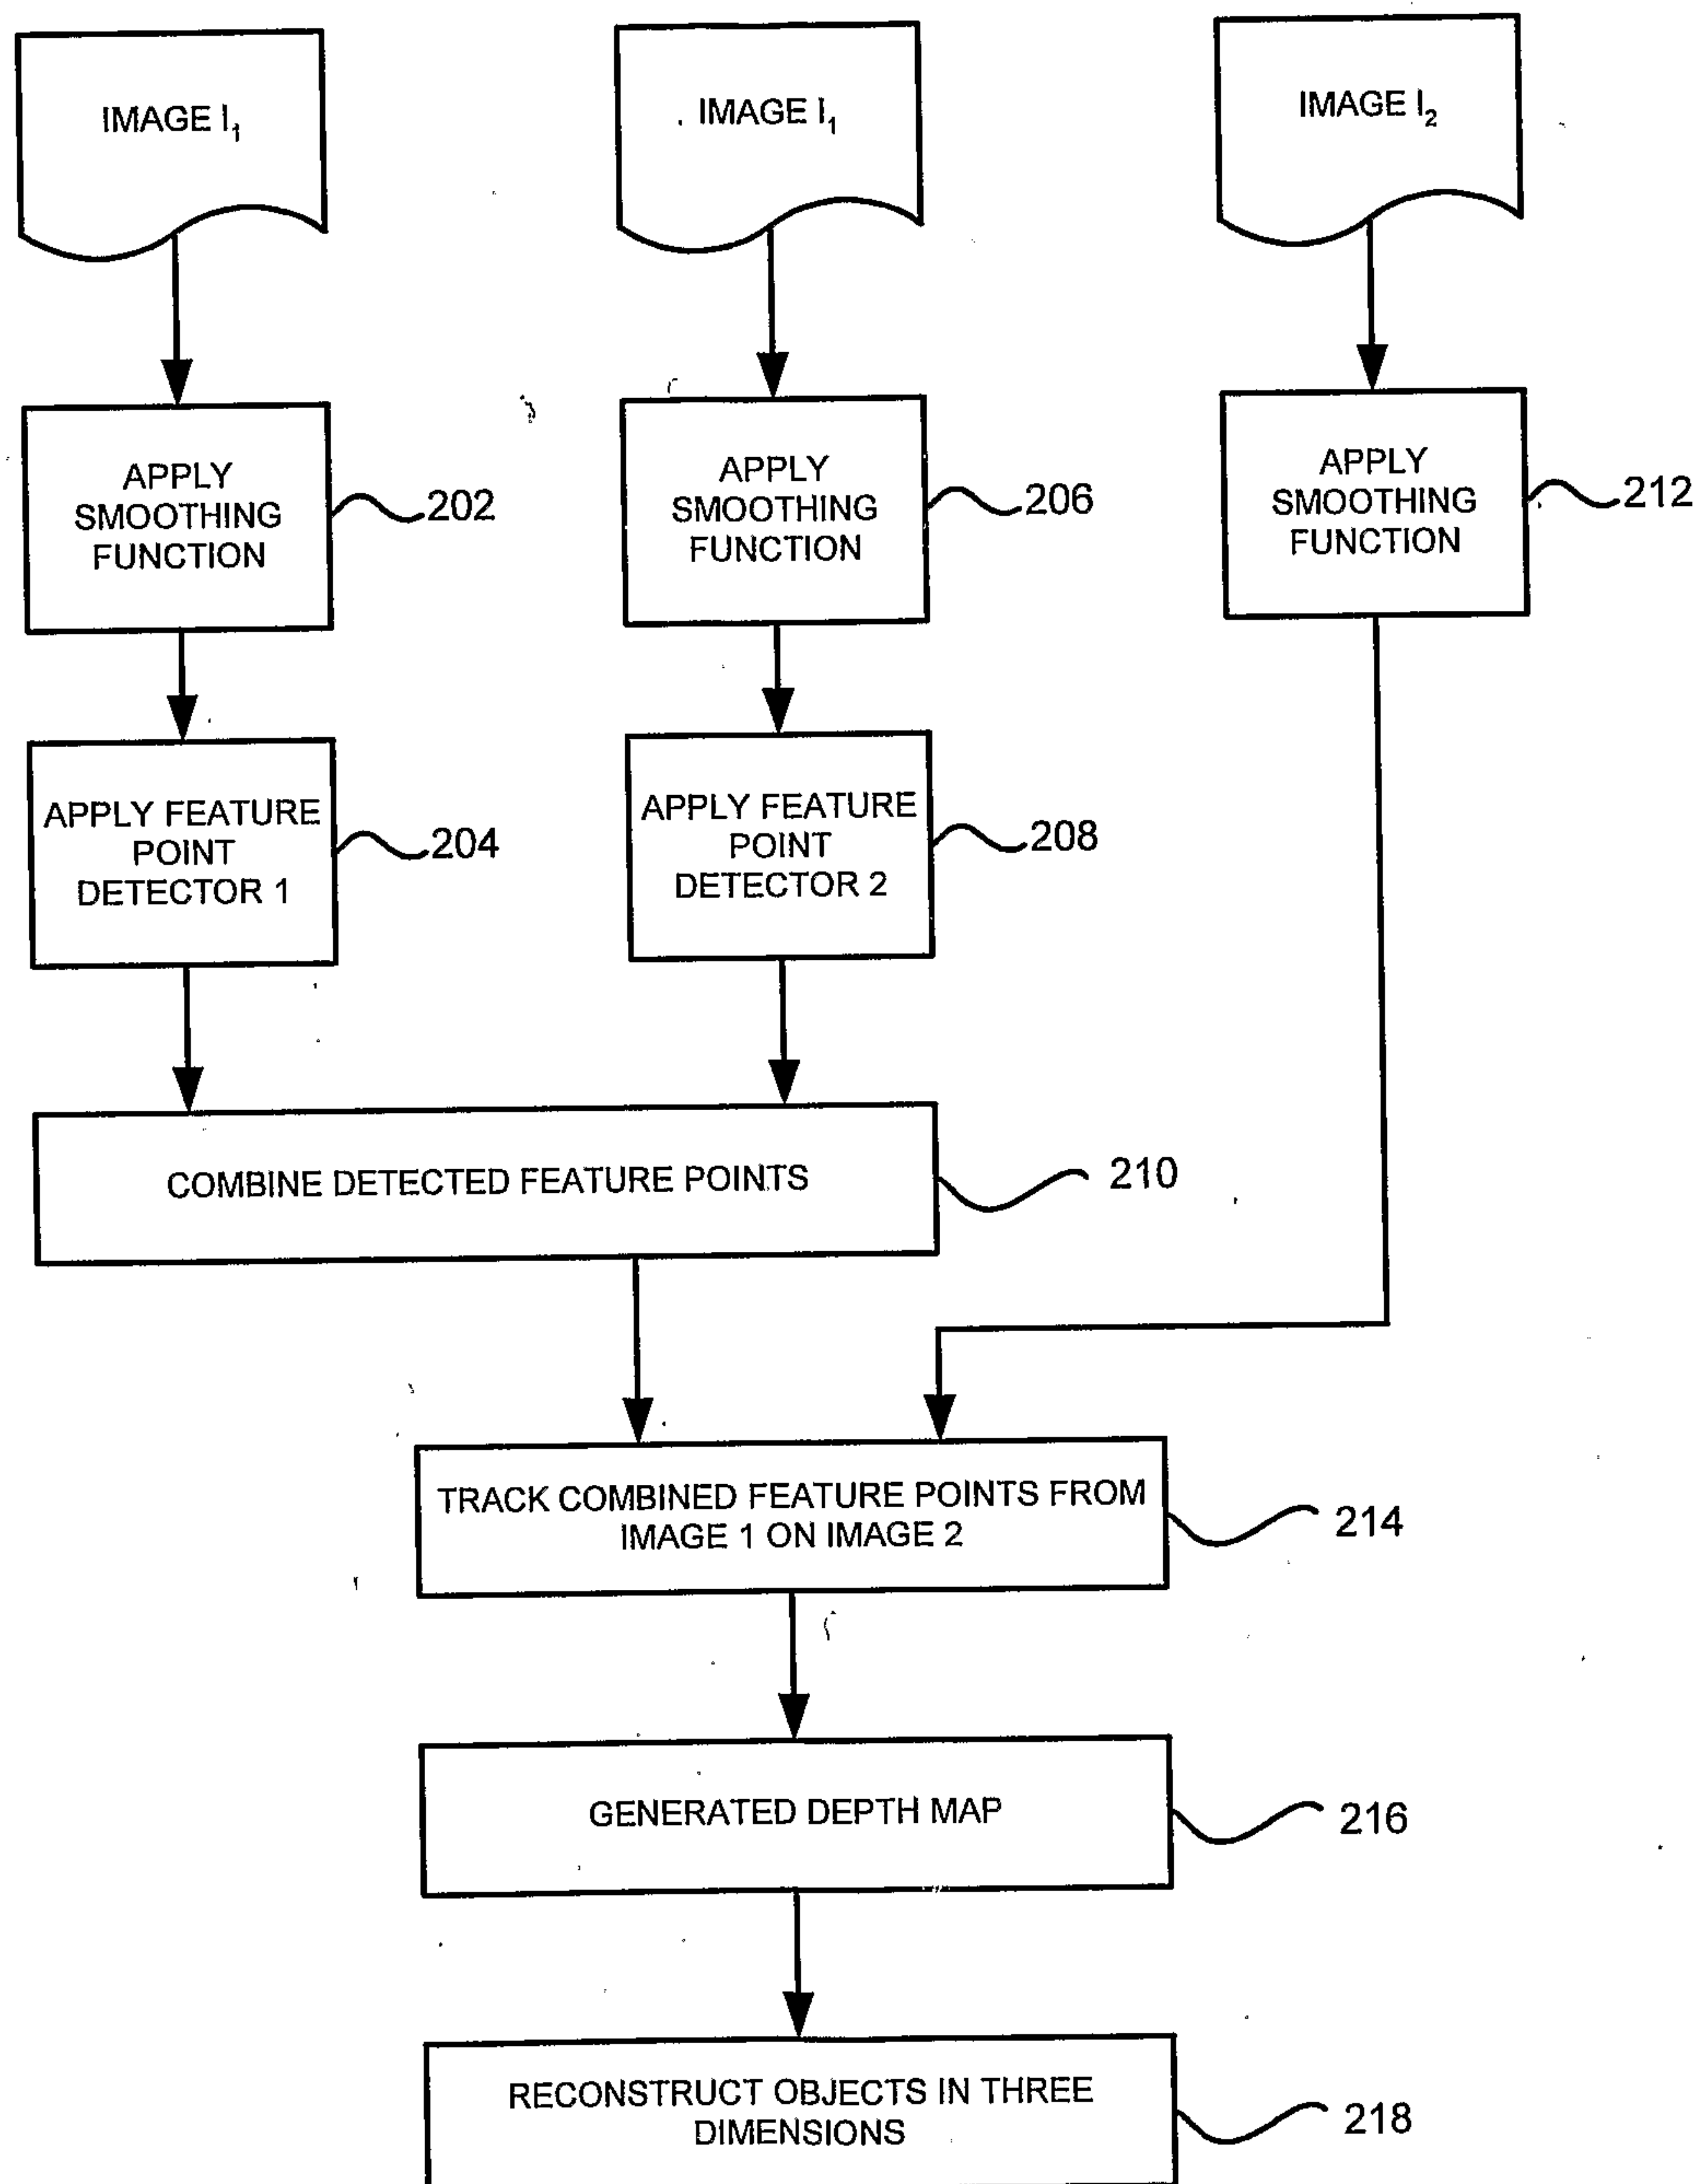 IMAGE I₁
IMAGE I₁
IMAGE I₂
APPLY
SMOOTHING
FUNCTION
202
APPLY
SMOOTHING
FUNCTION
206
APPLY
SMOOTHING
FUNCTION
212
APPLY FEATURE
POINT
DETECTOR 1
204
APPLY FEATURE
POINT
DETECTOR 2
208
COMBINE DETECTED FEATURE POINTS
210
TRACK COMBINED FEATURE POINTS FROM
IMAGE 1 ON IMAGE 2
214
GENERATED DEPTH MAP
216
RECONSTRUCT OBJECTS IN THREE
DIMENSIONS
218